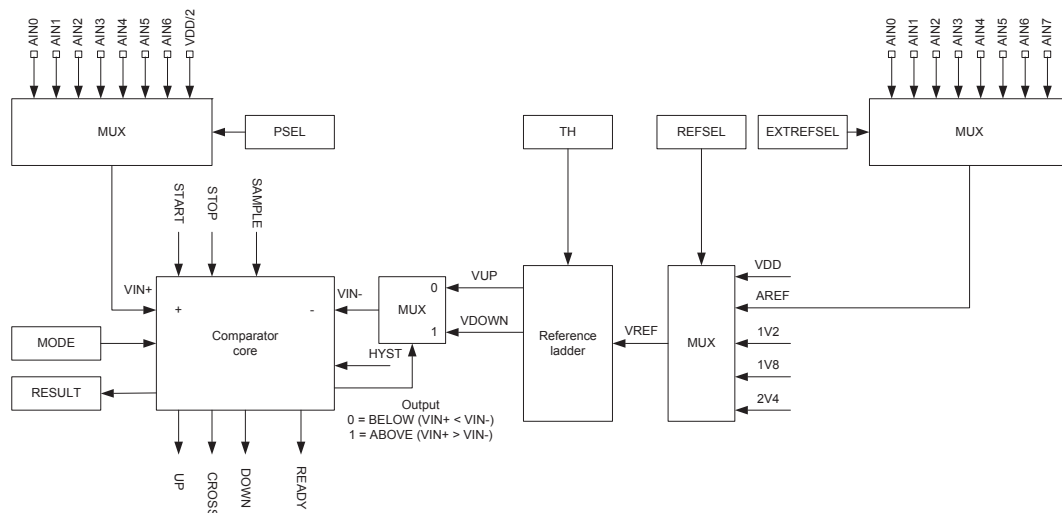 AIN0
AIN1
AIN2
AIN3
AIN4
AIN5
AIN6
VDD/2
AIN0
AIN1
AIN2
AIN3
AIN4
AIN5
AIN6
AIN7
MUX
PSEL
TH
REFSEL
EXTREFSEL
MUX
START
STOP
SAMPLE
VIN+
+
-
VIN-
MUX
0
1
VUP
VDOWN
Comparator
core
HYST
Reference
ladder
VREF
MUX
VDD
AREF
1V2
1V8
2V4
MODE
RESULT
Output
0 = BELOW (VIN+ < VIN-)
1 = ABOVE (VIN+ > VIN-)
UP
CROSS
DOWN
READY